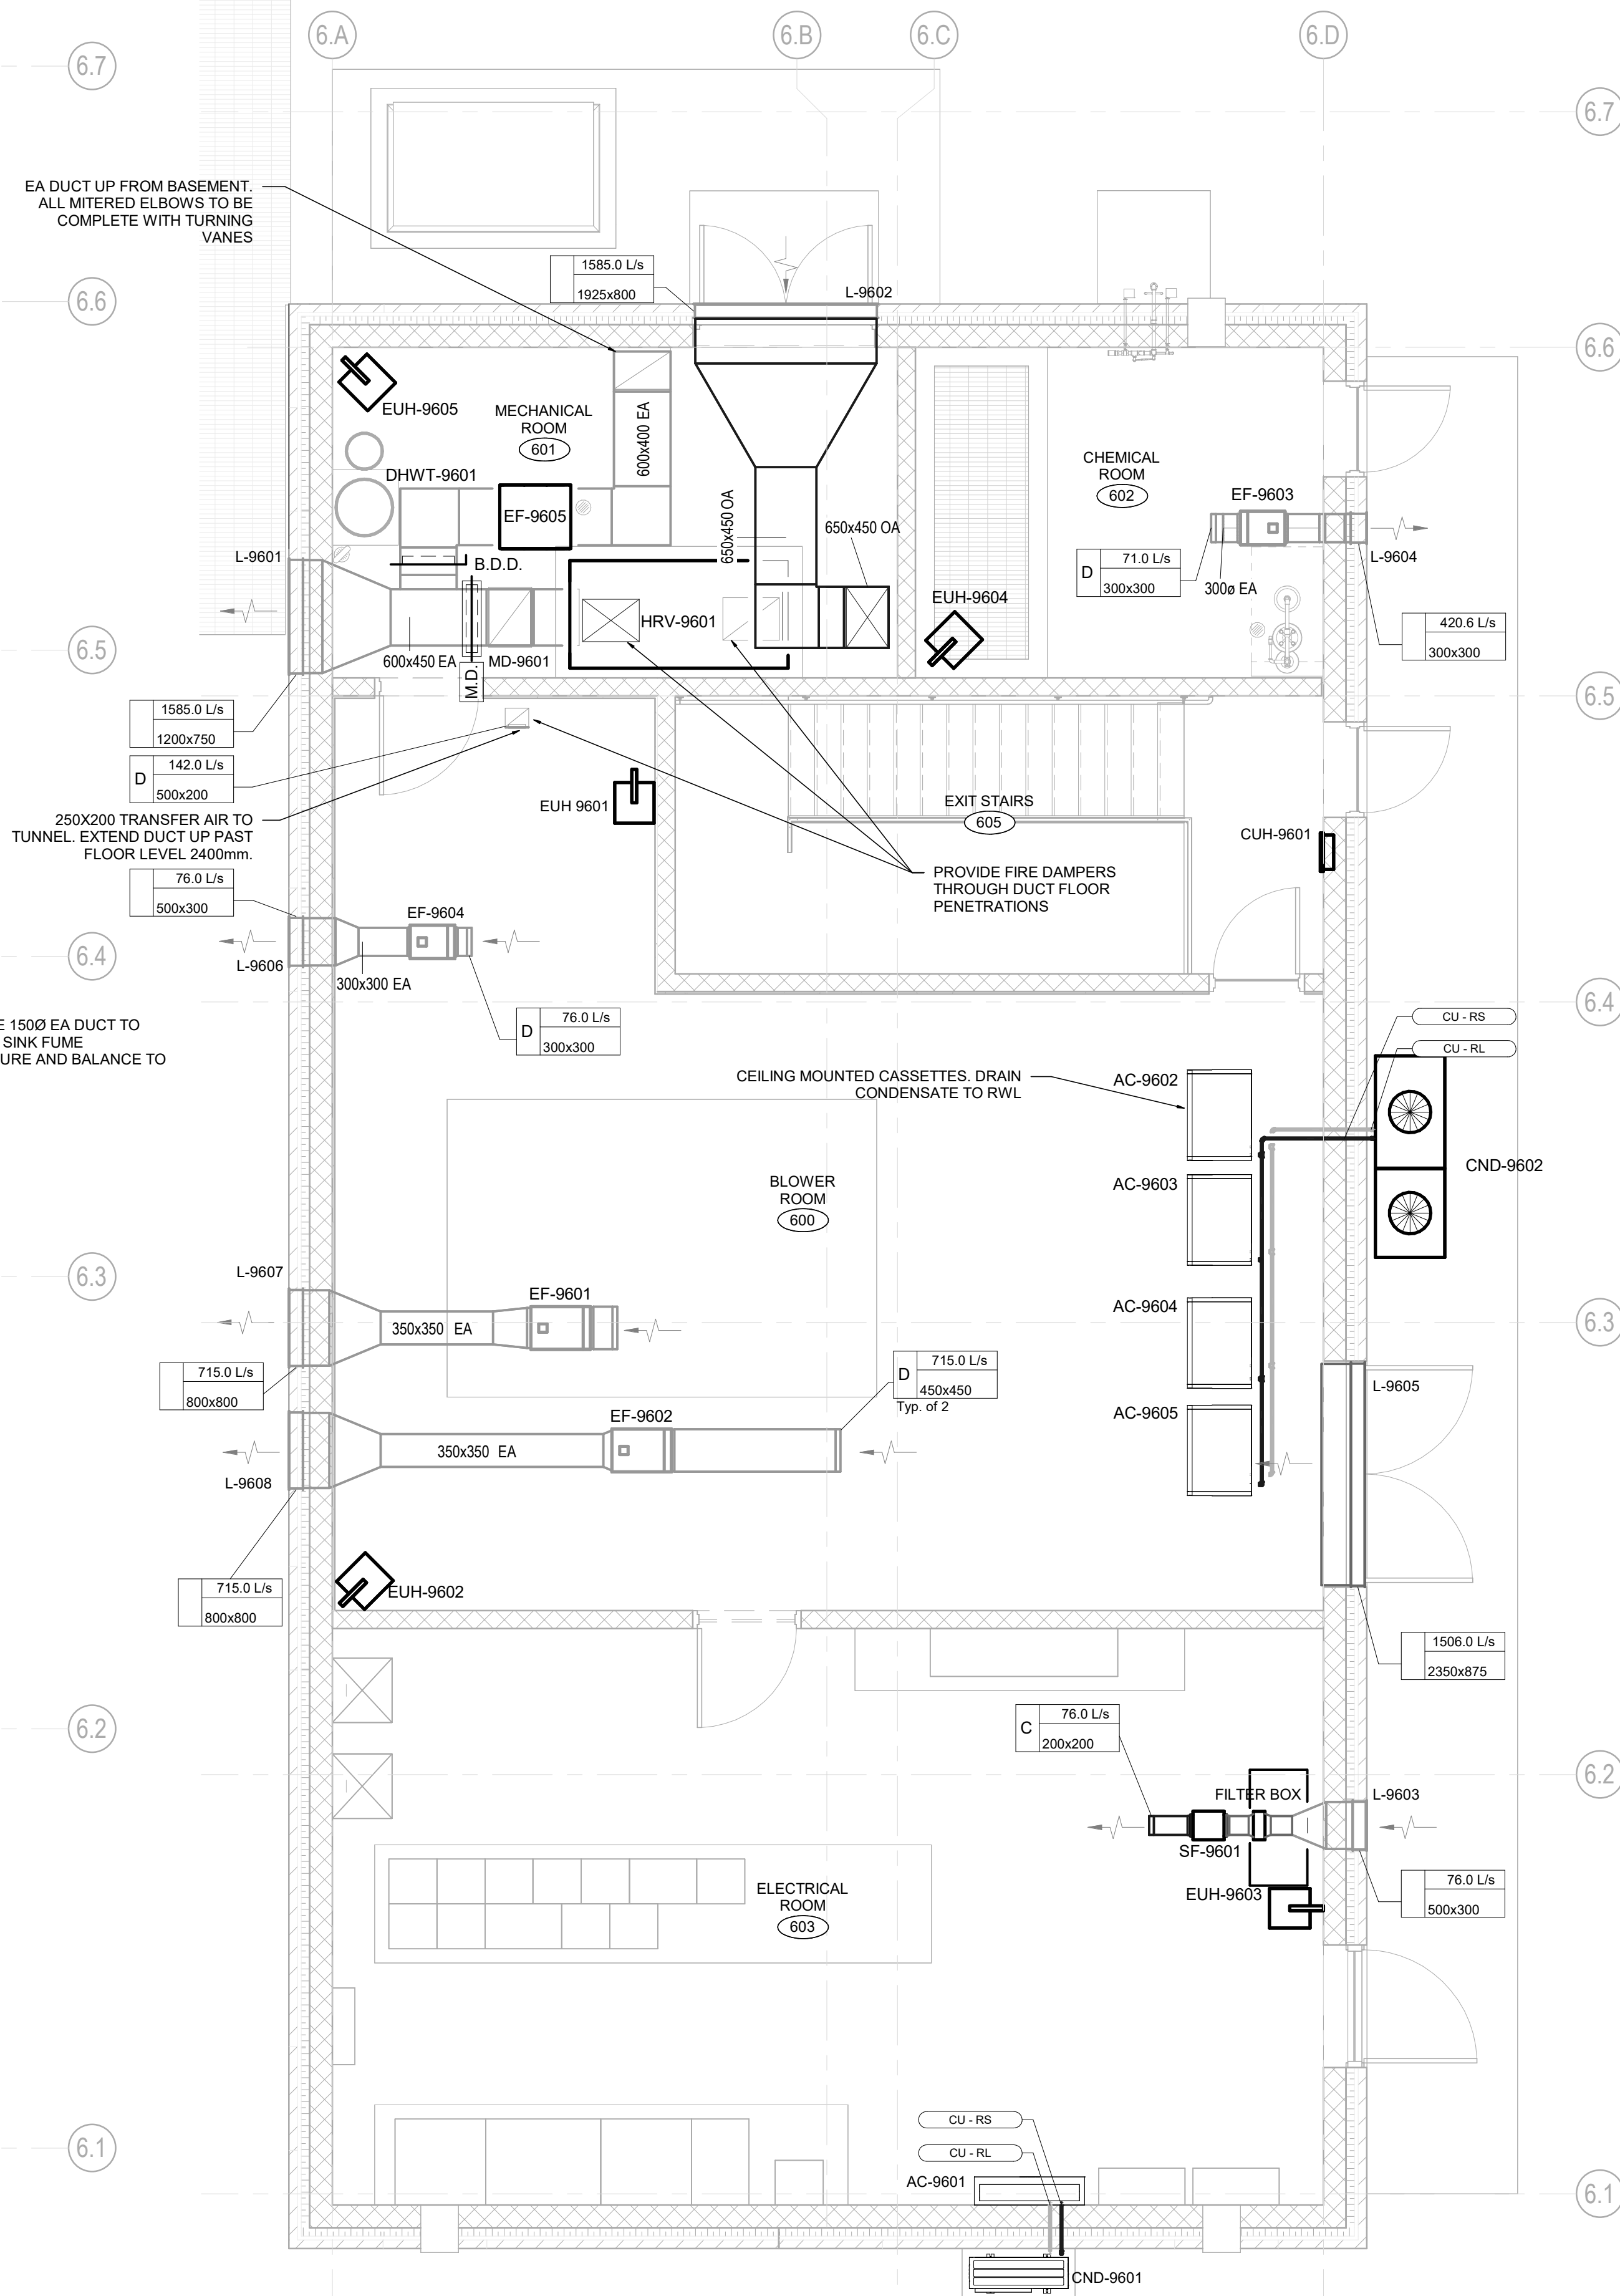 6.A
6.B
6.C
6.D
6.7
6.7
EA DUCT UP FROM BASEMENT.
ALL MITERED ELBOWS TO BE
COMPLETE WITH TURNING
VANES
1585.0 L/s
1925x800
L-9602
6.6
6.6
EUH-9605
MECHANICAL
ROOM
601
600x400 EA
DHWT-9601
EF-9605
650x450 OA
650x450 OA
CHEMICAL
ROOM
602
EF-9603
L-9601
B.D.D.
D
71.0 L/s
300x300
300ø EA
L-9604
EUH-9604
HRV-9601
420.6 L/s
300x300
6.5
600x450 EA
M.D.
MD-9601
6.5
1585.0 L/s
1200x750
D
142.0 L/s
500x200
EUH 9601
EXIT STAIRS
605
250X200 TRANSFER AIR TO
TUNNEL. EXTEND DUCT UP PAST
FLOOR LEVEL 2400mm.
CUH-9601
76.0 L/s
500x300
PROVIDE FIRE DAMPERS
THROUGH DUCT FLOOR
PENETRATIONS
EF-9604
6.4
L-9606
300x300 EA
6.4
E 150Ø EA DUCT TO
SINK FUME
URE AND BALANCE TO
D
76.0 L/s
300x300
CU - RS
CU - RL
CEILING MOUNTED CASSETTES. DRAIN
CONDENSATE TO RWL
AC-9602
CND-9602
BLOWER
ROOM
600
AC-9603
6.3
L-9607
EF-9601
AC-9604
350x350 EA
6.3
715.0 L/s
800x800
D
715.0 L/s
450x450
Typ. of 2
L-9605
EF-9602
AC-9605
350x350 EA
L-9608
715.0 L/s
800x800
EUH-9602
1506.0 L/s
2350x875
6.2
C
76.0 L/s
200x200
6.2
FILTER BOX
L-9603
SF-9601
76.0 L/s
500x300
EUH-9603
ELECTRICAL
ROOM
603
6.1
CU - RS
CU - RL
AC-9601
6.1
CND-9601